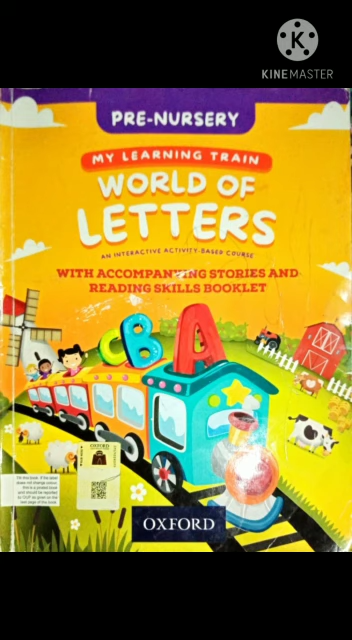 K
KINEMASTER
PRE-NURSERY
MY LEARNING TRAIN
WORLD OF
LETTERS
AN INTERACTIVE ACTIVITY-BASED COURSE
WITH ACCOMPANYING STORIES AND
READING SKILLS BOOKLET
C B A
OXFORD
OXFORD